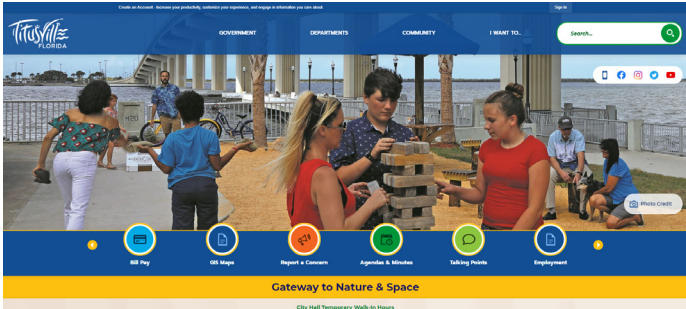 Create an Account - Increase your productivity, customize your experience, and engage in information you care about.
Sign In
Titusville
FLORIDA
GOVERNMENT
DEPARTMENTS
COMMUNITY
I WANT TO...
Search...
Photo Credit
Bill Pay
GIS Maps
Report a Concern
Agendas & Minutes
Talking Points
Employment
Gateway to Nature & Space
City Hall Temporary Walk-In Hours